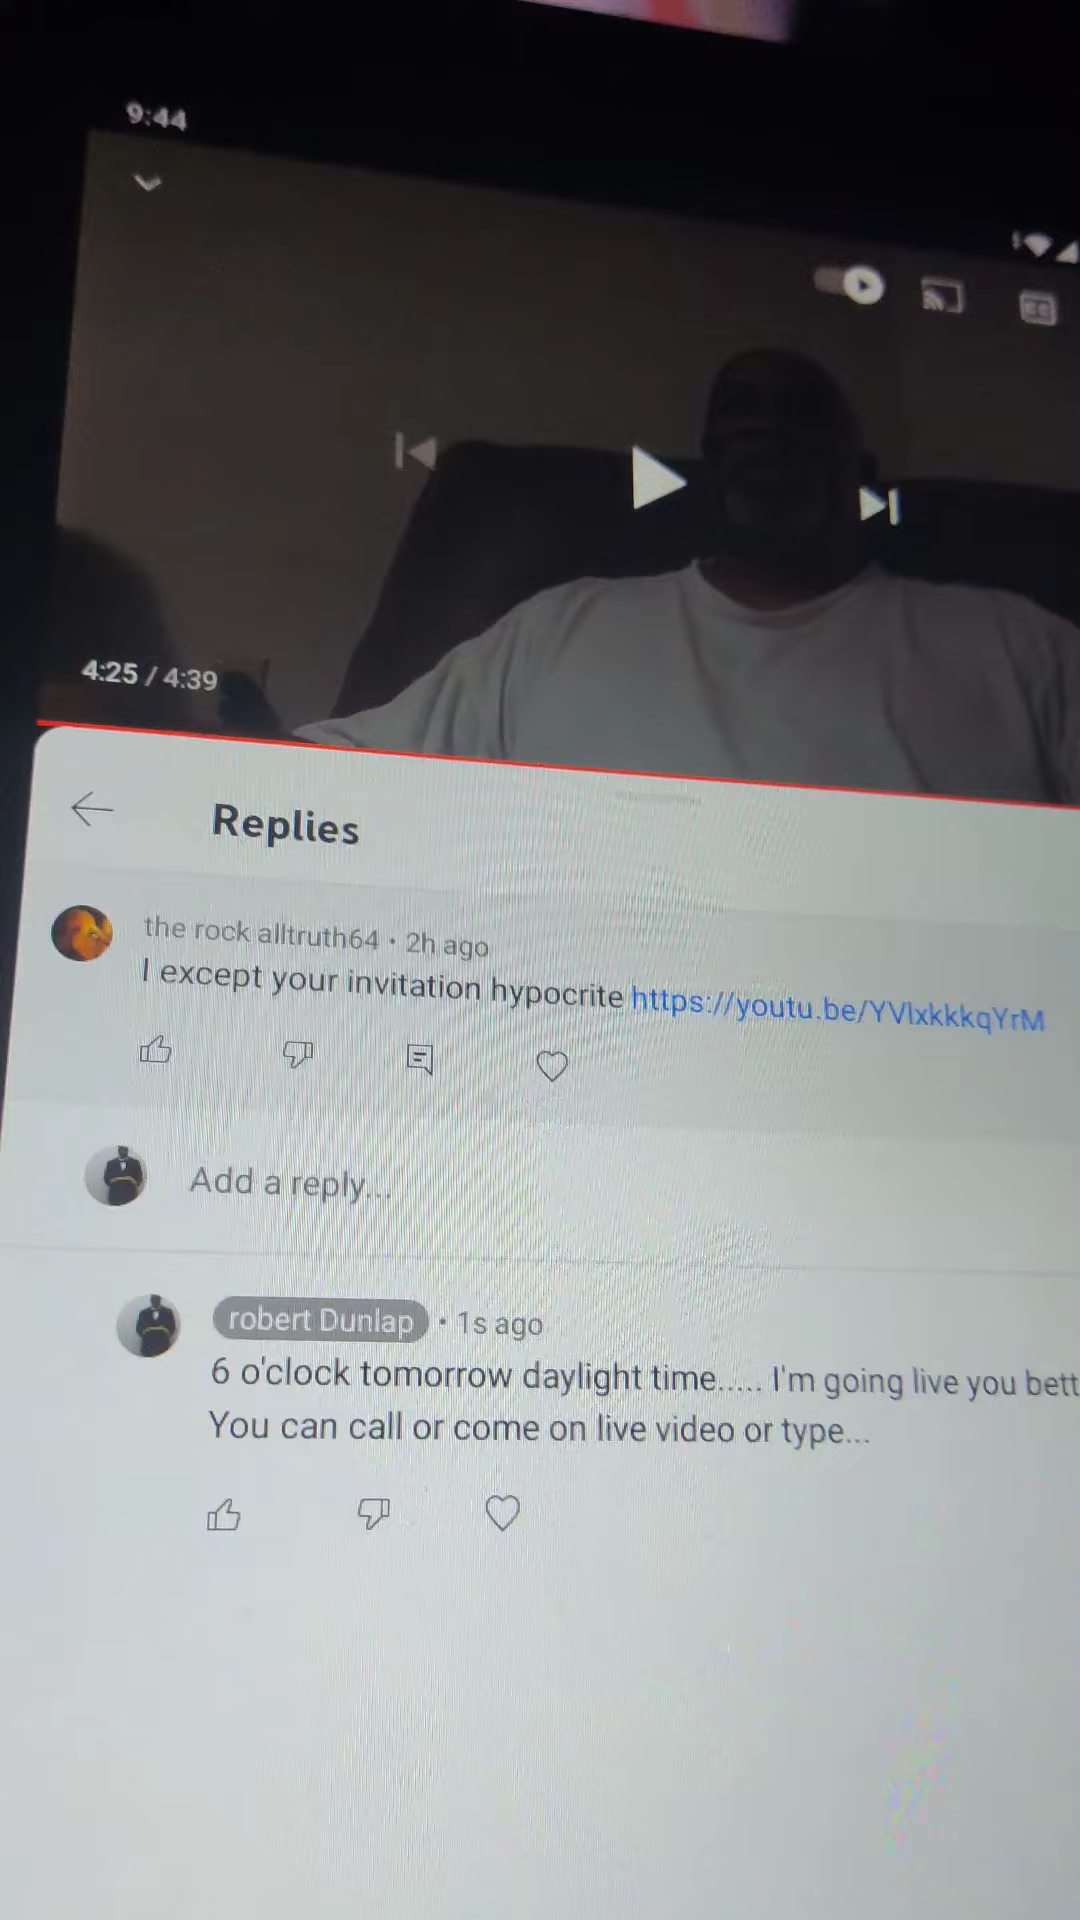 9:44
CC
4:25 / 4:39
Replies
the rock alltruth64 • 2h ago
I except your invitation hypocrite https://youtu.be/YVlxkkkqYrM
Add a reply...
robert Dunlap • 1s ago
6 o'clock tomorrow daylight time..... I'm going live you bett
You can call or come on live video or type...